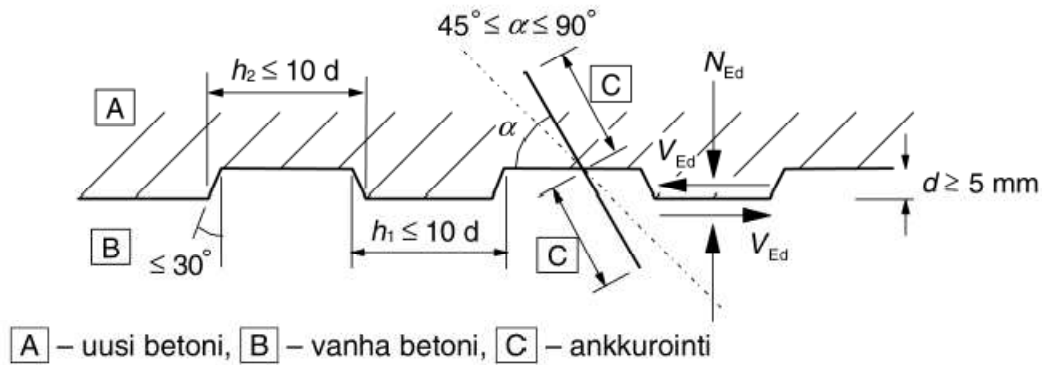 45° ≤ α ≤ 90°
h₂ ≤ 10 d
N_Ed
A
C
α
V_Ed
d ≥ 5 mm
B
≤ 30°
h₁ ≤ 10 d
C
V_Ed
A – uusi betoni, B – vanha betoni, C – ankkurointi